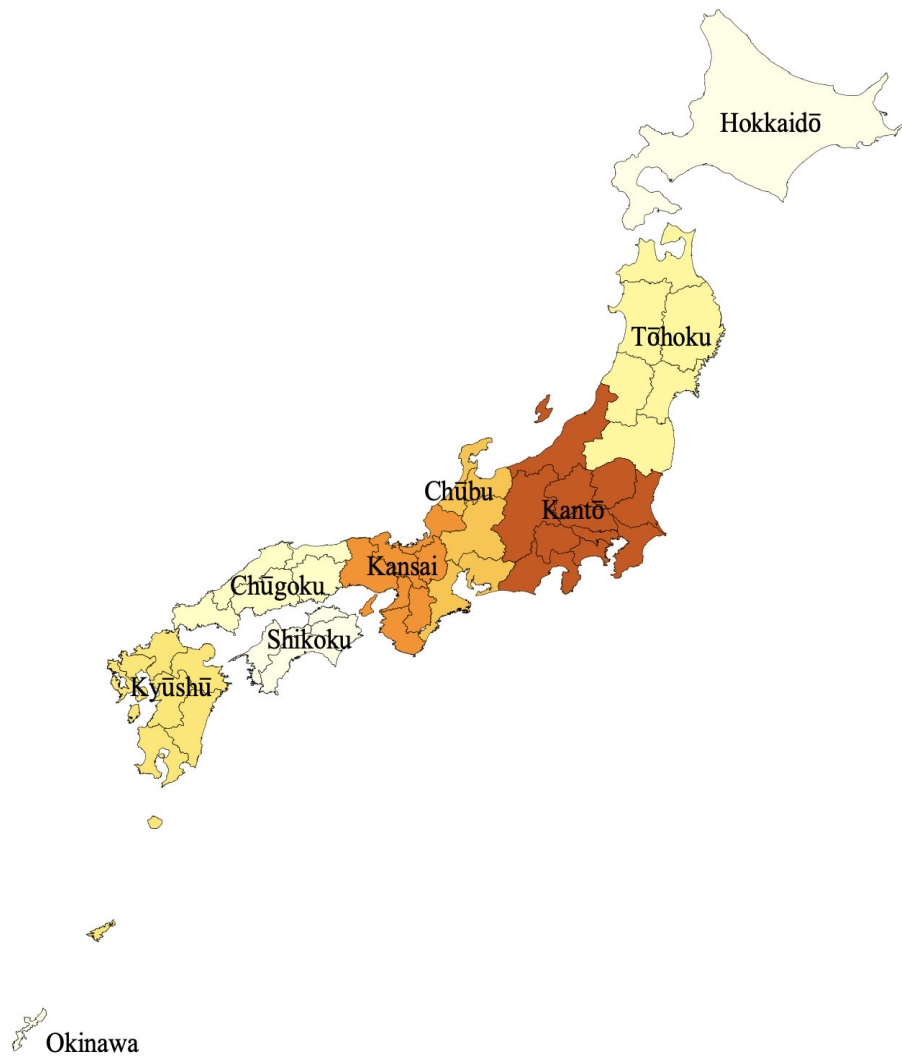 Hokkaidō
Tōhoku
Chūbu
Kantō
Kansai
Chūgoku
Shikoku
Kyūshū
Okinawa